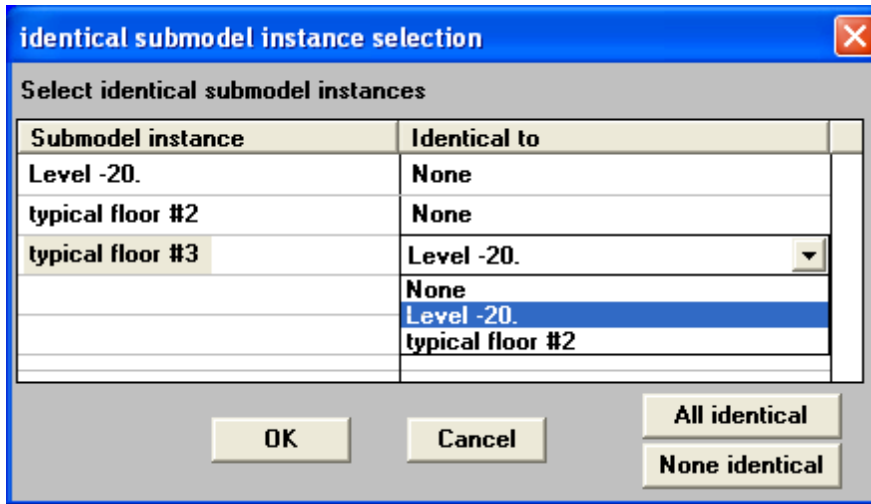 identical submodel instance selection
Select identical submodel instances
Submodel instance Identical to
Level -20. None
typical floor #2 None
typical floor #3 Level -20.
None
Level -20.
typical floor #2
OK Cancel All identical
None identical